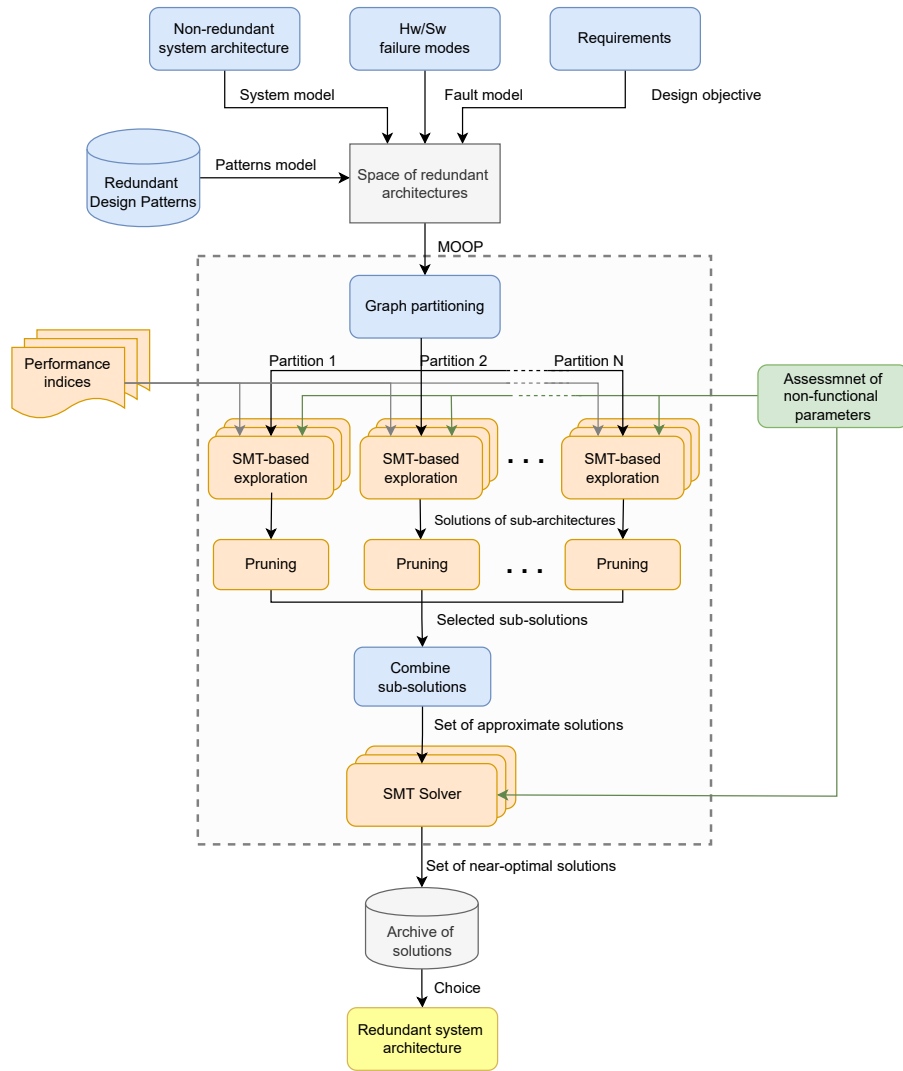 Non-redundant
system architecture
Hw/Sw
failure modes
Requirements
System model
Fault model
Design objective
Redundant
Design Patterns
Patterns model
Space of redundant
architectures
MOOP
Graph partitioning
Partition 1
Partition 2
Partition N
Performance
indices
Assessmnet of
non-functional
parameters
SMT-based
exploration
SMT-based
exploration
. . .
SMT-based
exploration
Solutions of sub-architectures
Pruning
Pruning
. . .
Pruning
Selected sub-solutions
Combine
sub-solutions
Set of approximate solutions
SMT Solver
Set of near-optimal solutions
Archive of
solutions
Choice
Redundant system
architecture